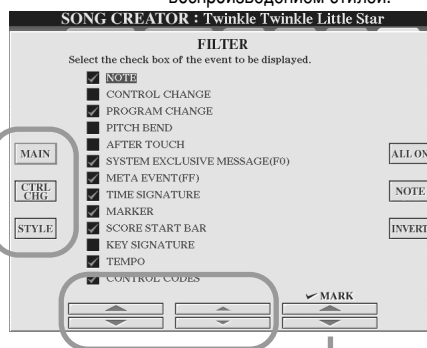 воспроизведением стилей.
SONG CREATOR : Twinkle Twinkle Little Star
FILTER
Select the check box of the event to be displayed.
NOTE
CONTROL CHANGE
PROGRAM CHANGE
PITCH BEND
AFTER TOUCH
SYSTEM EXCLUSIVE MESSAGE(F0)
META EVENT(FF)
TIME SIGNATURE
MARKER
SCORE START BAR
KEY SIGNATURE
TEMPO
CONTROL CODES
MAIN
CTRL
CHG
STYLE
ALL ON
NOTE
INVERT
MARK